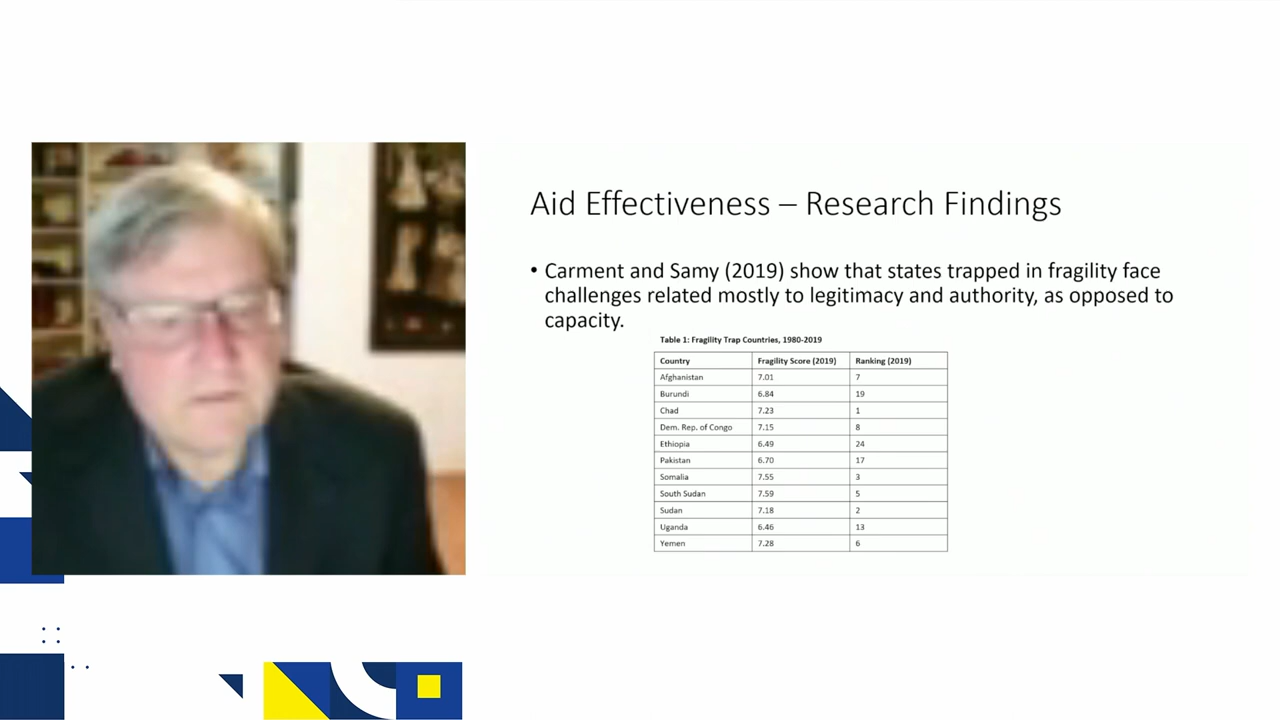 Aid Effectiveness – Research Findings
• Carment and Samy (2019) show that states trapped in fragility face
challenges related mostly to legitimacy and authority, as opposed to
capacity.
Table 1: Fragility Trap Countries, 1980-2019
Country Fragility Score (2019) Ranking (2019)
Afghanistan 7.01 7
Burundi 6.84 19
Chad 7.23 1
Dem. Rep. of Congo 7.15 8
Ethiopia 6.49 24
Pakistan 6.70 17
Somalia 7.55 3
South Sudan 7.59 5
Sudan 7.18 2
Uganda 6.46 13
Yemen 7.28 6